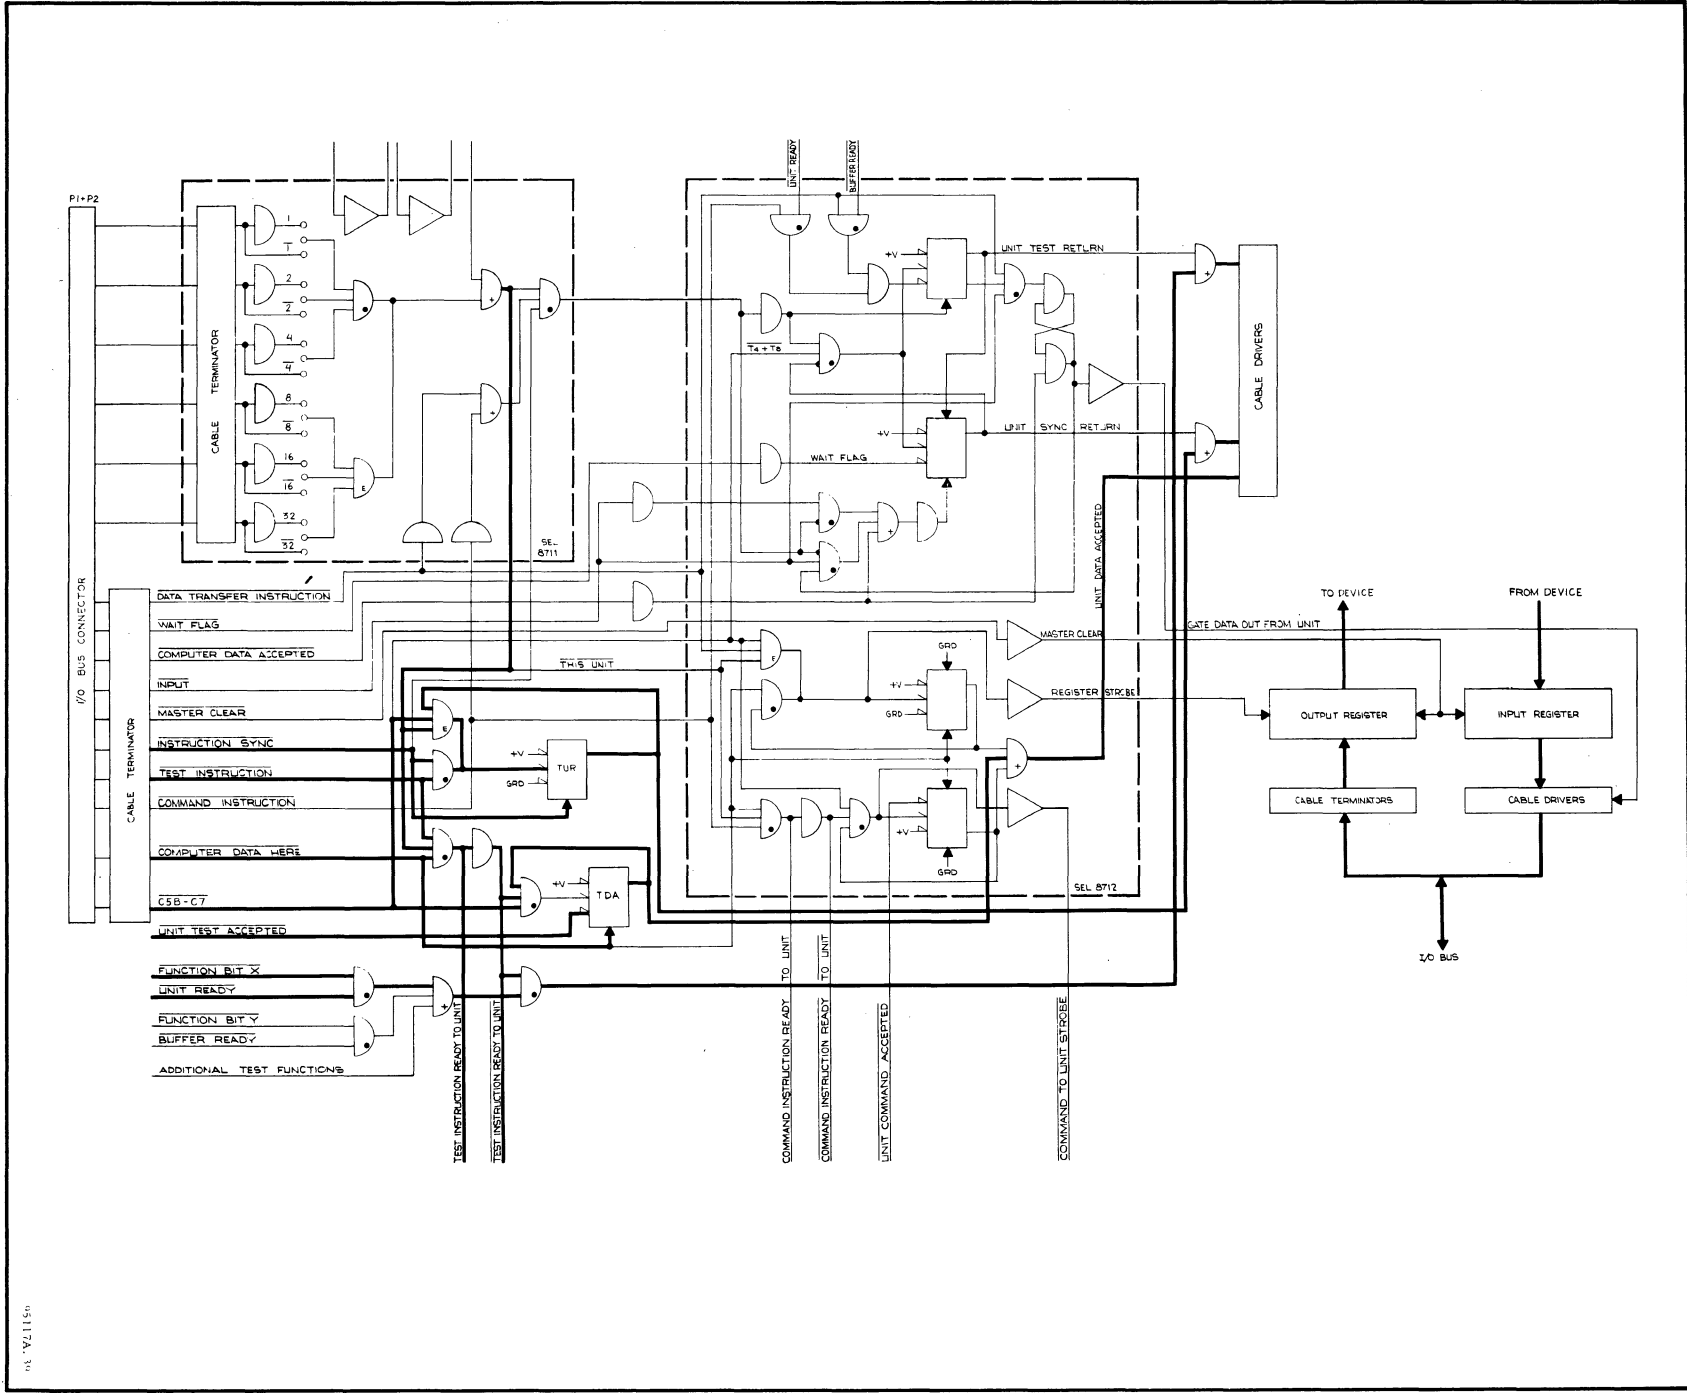 P1+P2
I/O BUS CONNECTOR
CABLE TERMINATOR
1
1
2
2
4
4
8
8
16
16
32
32
SEL 8711
UNIT READY
BUFFER READY
+V
UNIT TEST RETURN
T4 + T8
+V
UNIT SYNC RETURN
WAIT FLAG
CABLE DRIVERS
UNIT DATA ACCEPTED
CABLE TERMINATOR
DATA TRANSFER INSTRUCTION
WAIT FLAG
COMPUTER DATA ACCEPTED
INPUT
MASTER CLEAR
INSTRUCTION SYNC
TEST INSTRUCTION
COMMAND INSTRUCTION
COMPUTER DATA HERE
C5B-C7
UNIT TEST ACCEPTED
FUNCTION BIT X
UNIT READY
FUNCTION BIT Y
BUFFER READY
ADDITIONAL TEST FUNCTIONS
THIS UNIT
E
E
E
+V
TUR
GRD
+V
TDA
MASTER CLEAR
GRD
+V
GRD
REGISTER STROBE
+V
GRD
SEL 8712
TEST INSTRUCTION READY TO UNIT
TEST INSTRUCTION READY TO UNIT
COMMAND INSTRUCTION READY TO UNIT
COMMAND INSTRUCTION READY TO UNIT
UNIT COMMAND ACCEPTED
COMMAND TO UNIT STROBE
TO DEVICE
FROM DEVICE
GATE DATA OUT FROM UNIT
OUTPUT REGISTER
INPUT REGISTER
CABLE TERMINATORS
CABLE DRIVERS
I/O BUS